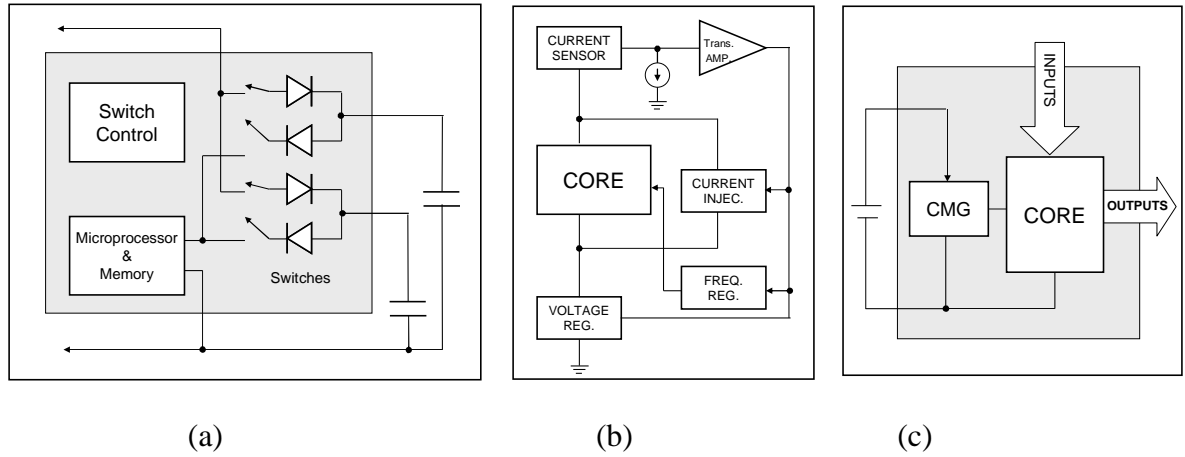 Switch
Control
Microprocessor
&
Memory
Switches
CURRENT
SENSOR
Trans.
AMP.
CORE
CURRENT
INJEC.
FREQ.
REG.
VOLTAGE
REG.
INPUTS
CMG
CORE
OUTPUTS
(a)
(b)
(c)